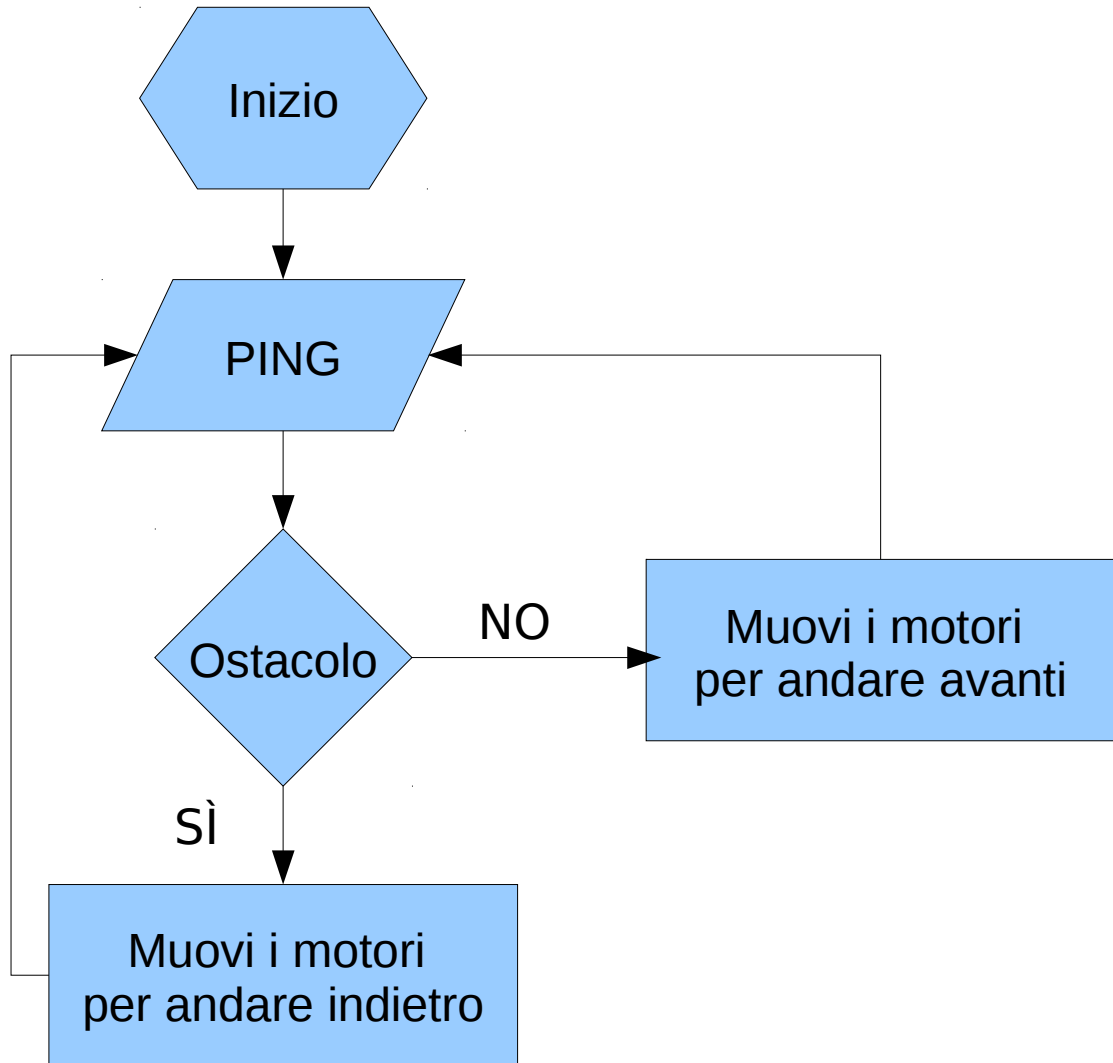 Inizio
PING
Ostacolo
NO
Muovi i motori
per andare avanti
SÌ
Muovi i motori
per andare indietro